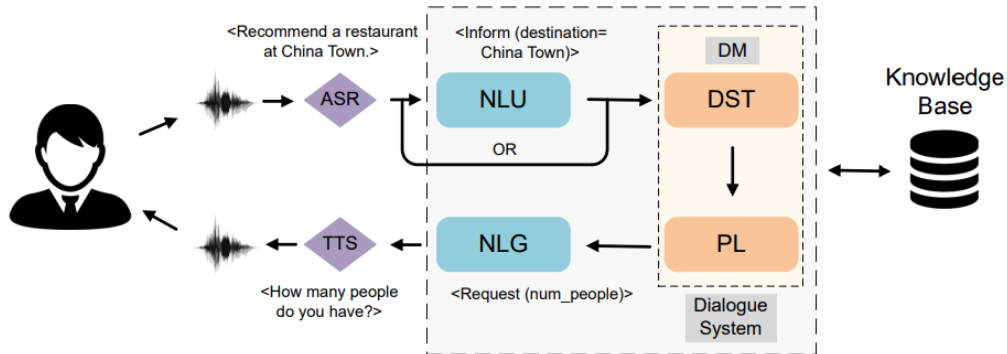 <Recommend a restaurant
at China Town.>
<Inform (destination=
China Town)>
DM
ASR
NLU
DST
Knowledge
Base
OR
TTS
NLG
PL
<How many people
do you have?>
<Request (num_people)>
Dialogue
System